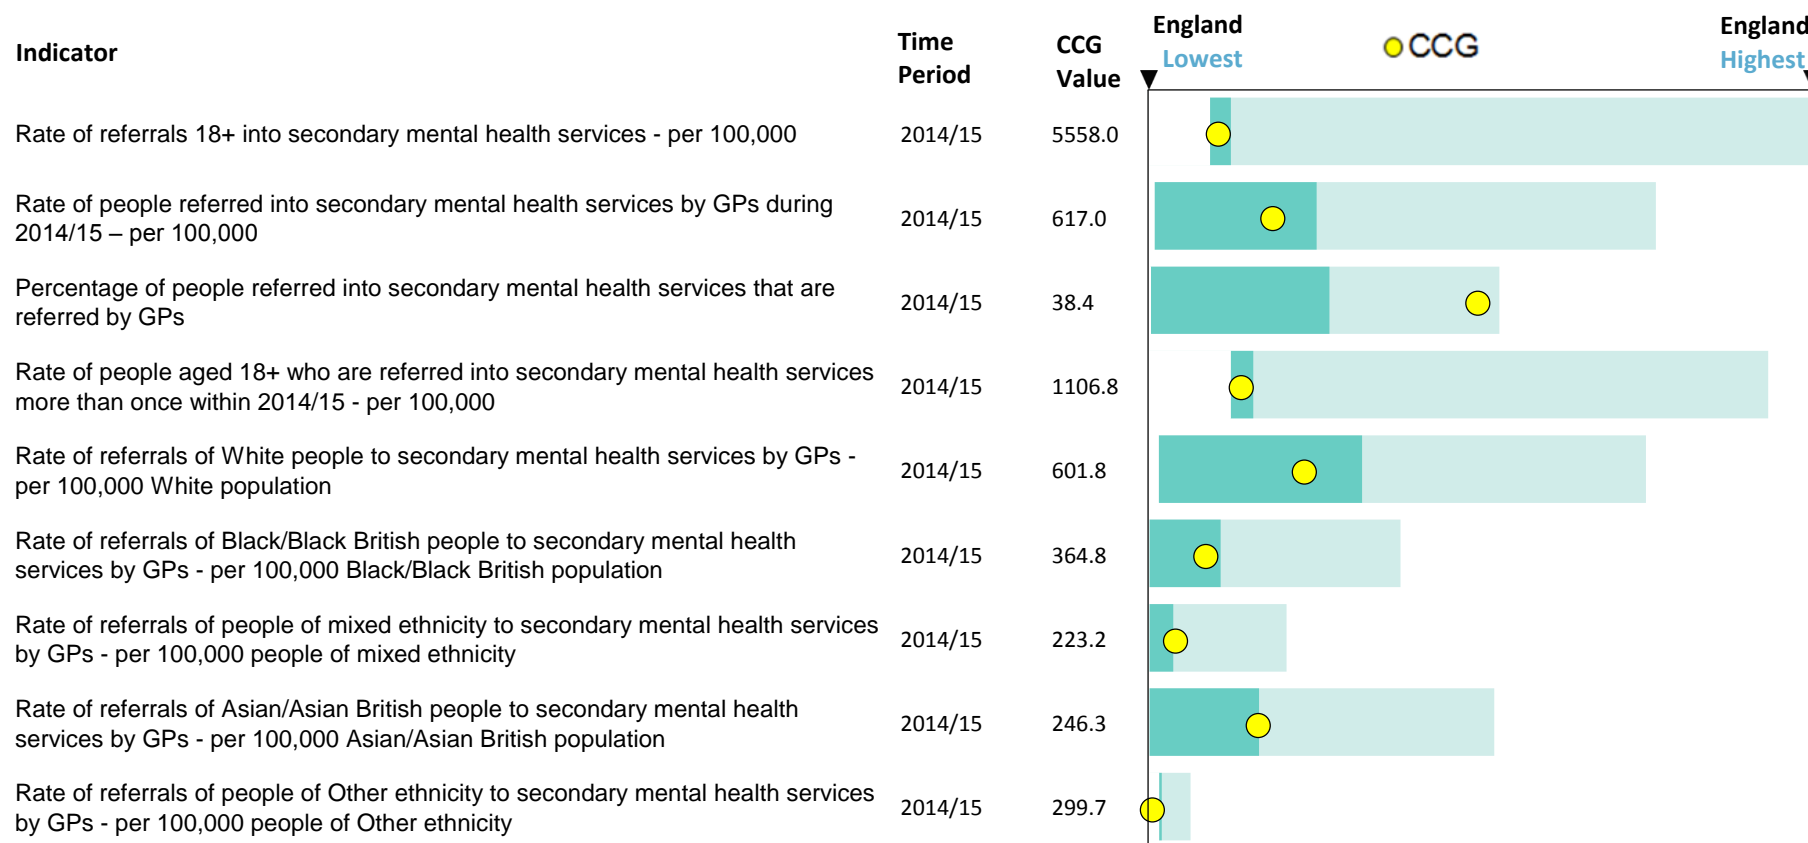 Indicator
Time
Period
CCG
Value
England
Lowest
CCG
England
Highest
Rate of referrals 18+ into secondary mental health services - per 100,000
2014/15
5558.0
Rate of people referred into secondary mental health services by GPs during
2014/15 – per 100,000
2014/15
617.0
Percentage of people referred into secondary mental health services that are
referred by GPs
2014/15
38.4
Rate of people aged 18+ who are referred into secondary mental health services
more than once within 2014/15 - per 100,000
2014/15
1106.8
Rate of referrals of White people to secondary mental health services by GPs -
per 100,000 White population
2014/15
601.8
Rate of referrals of Black/Black British people to secondary mental health
services by GPs - per 100,000 Black/Black British population
2014/15
364.8
Rate of referrals of people of mixed ethnicity to secondary mental health services
by GPs - per 100,000 people of mixed ethnicity
2014/15
223.2
Rate of referrals of Asian/Asian British people to secondary mental health
services by GPs - per 100,000 Asian/Asian British population
2014/15
246.3
Rate of referrals of people of Other ethnicity to secondary mental health services
by GPs - per 100,000 people of Other ethnicity
2014/15
299.7